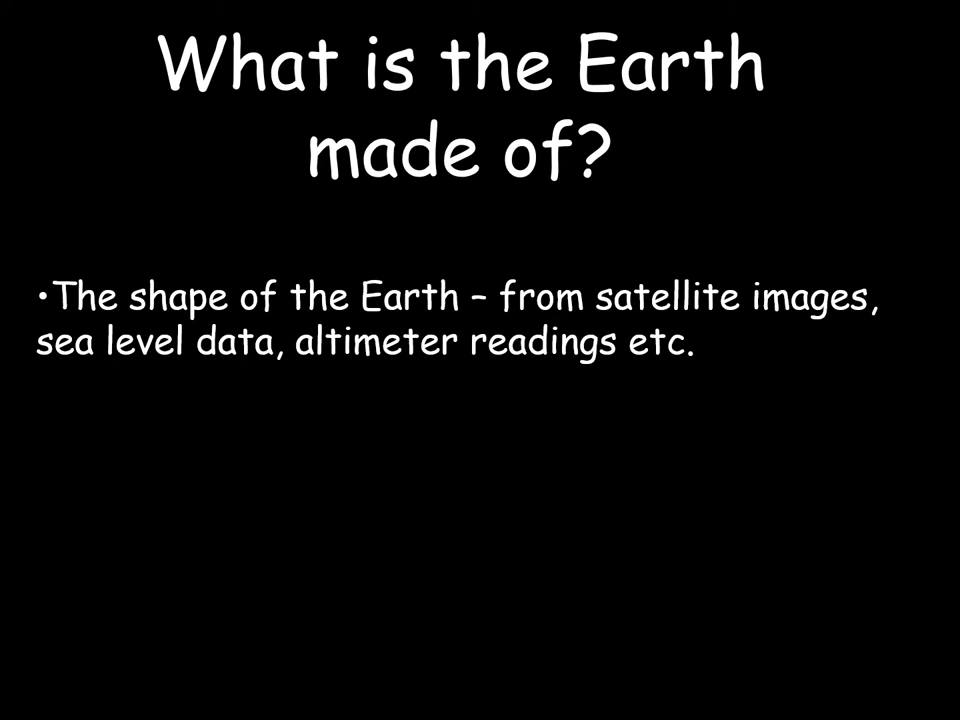 What is the Earth
made of?
•The shape of the Earth – from satellite images,
sea level data, altimeter readings etc.